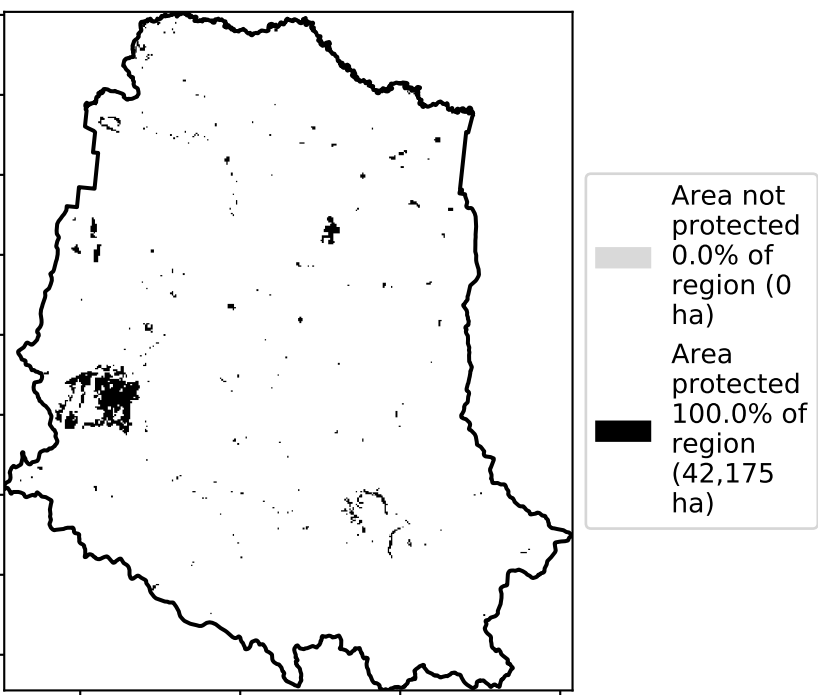 Area not
protected
0.0% of
region (0
ha)
Area
protected
100.0% of
region
(42,175
ha)